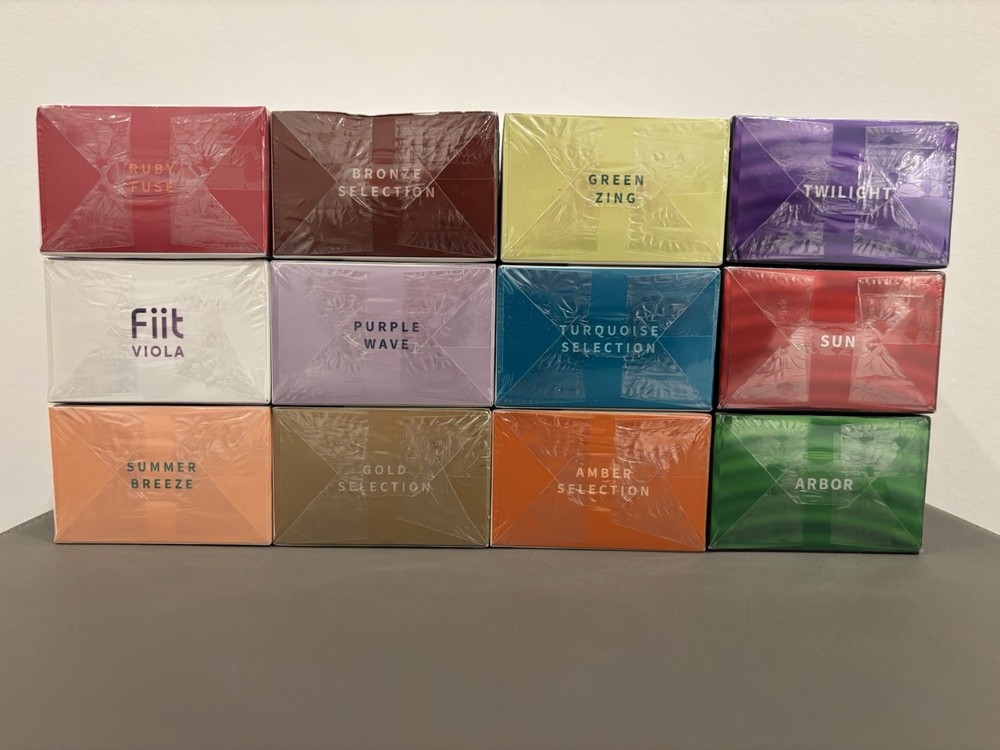 RUBY
FUSE
BRONZE
SELECTION
GREEN
ZING
TWILIGHT
Fiit
VIOLA
PURPLE
WAVE
TURQUOISE
SELECTION
SUN
SUMMER
BREEZE
GOLD
SELECTION
AMBER
SELECTION
ARBOR